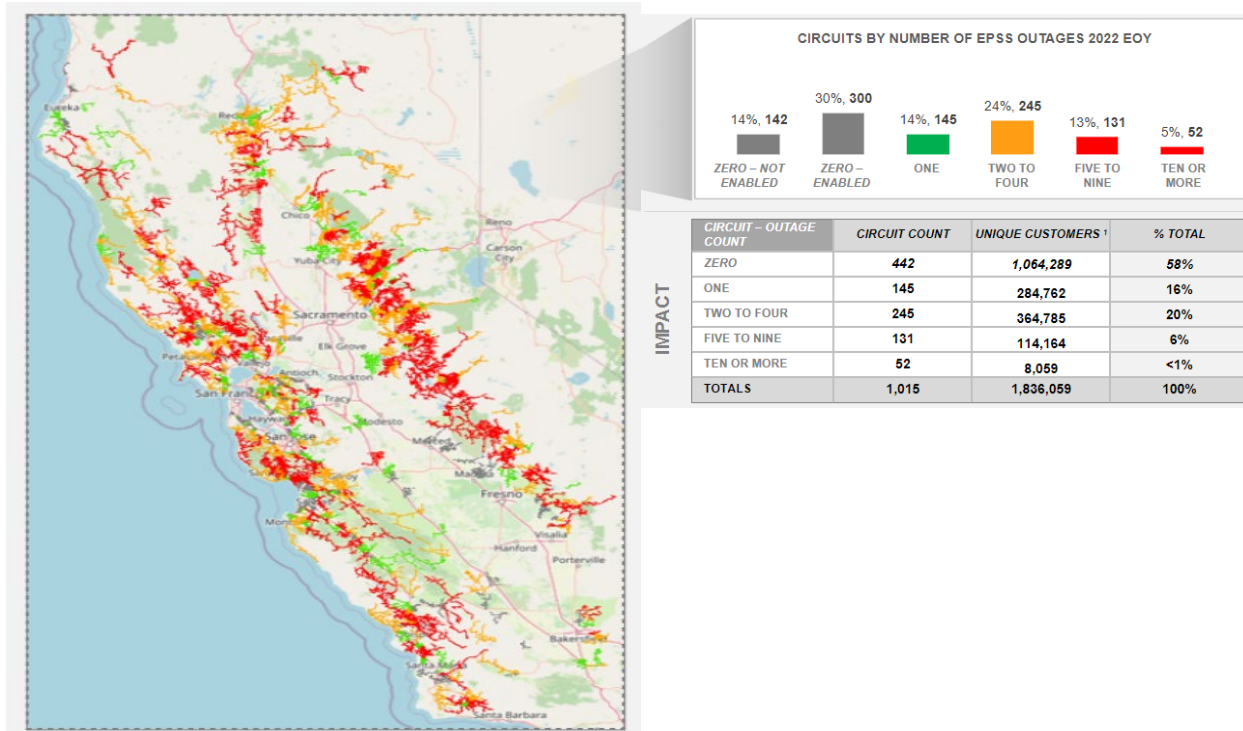 Eureka
Chico
Reno
Carson
City
Yuba City
Sacramento
Elk Grove
Vallejo
Antioch
Stockton
San Fran
Tracy
Haywa
Modesto
San Jose
Merced
Gilroy
Fresno
Mon
Visalia
Hanford
Porterville
Bakersfield
Santa Maria
Santa Barbara
CIRCUITS BY NUMBER OF EPSS OUTAGES 2022 EOY
14%, 142
30%, 300
14%, 145
24%, 245
13%, 131
5%, 52
ZERO – NOT
ENABLED
ZERO –
ENABLED
ONE
TWO TO
FOUR
FIVE TO
NINE
TEN OR
MORE
IMPACT
CIRCUIT – OUTAGE
COUNT
CIRCUIT COUNT
UNIQUE CUSTOMERS ¹
% TOTAL
ZERO 442 1,064,289 58%
ONE 145 284,762 16%
TWO TO FOUR 245 364,785 20%
FIVE TO NINE 131 114,164 6%
TEN OR MORE 52 8,059 <1%
TOTALS 1,015 1,836,059 100%